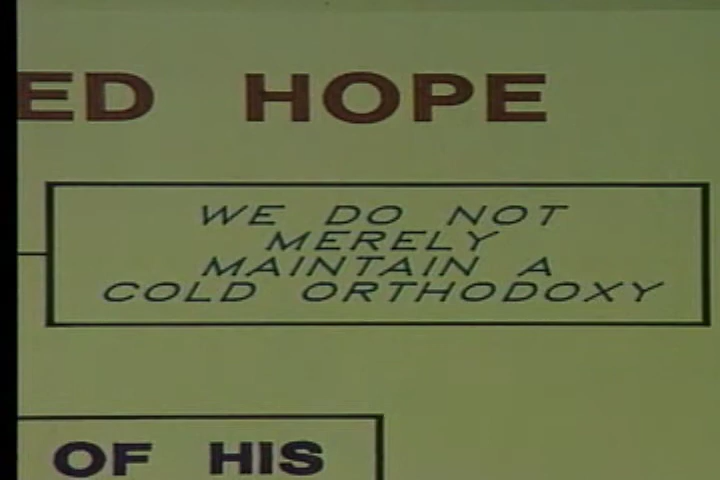 ED HOPE
WE DO NOT
MERELY
MAINTAIN A
COLD ORTHODOXY
OF HIS